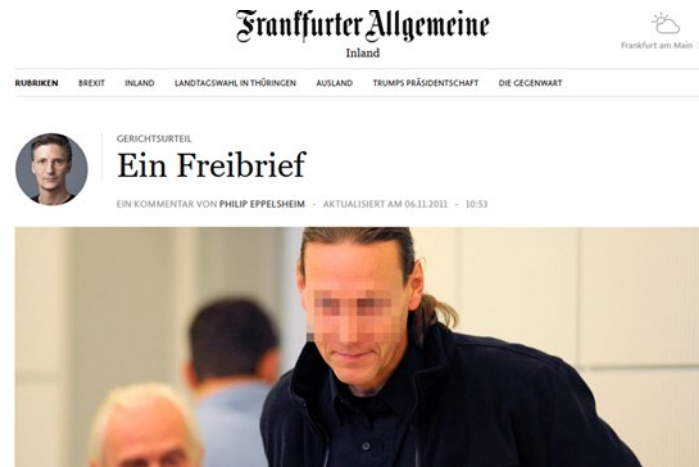 Frankfurter Allgemeine
Inland
Frankfurt am Main
RUBRIKEN BREXIT INLAND LANDTAGSWAHL IN THÜRINGEN AUSLAND TRUMPS PRÄSIDENTSCHAFT DIE GEGENWART
GERICHTSURTEIL
Ein Freibrief
EIN KOMMENTAR VON PHILIP EPPELSHEIM - AKTUALISIERT AM 06.11.2011 - 10:53